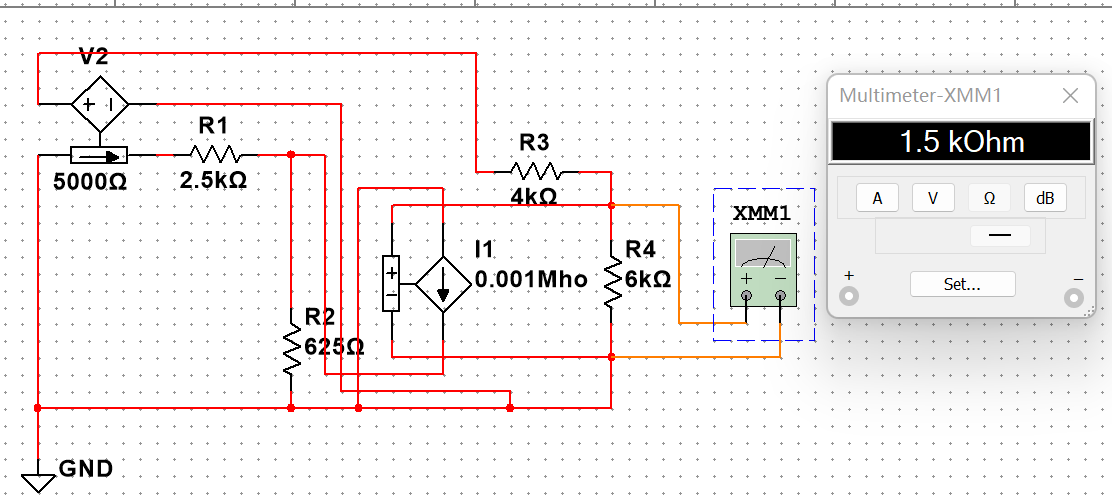 V2
5000Ω
R1
2.5kΩ
R3
4kΩ
R2
625Ω
I1
0.001Mho
R4
6kΩ
XMM1
GND
Multimeter-XMM1
1.5 kOhm
A
V
Ω
dB
+
Set...
−